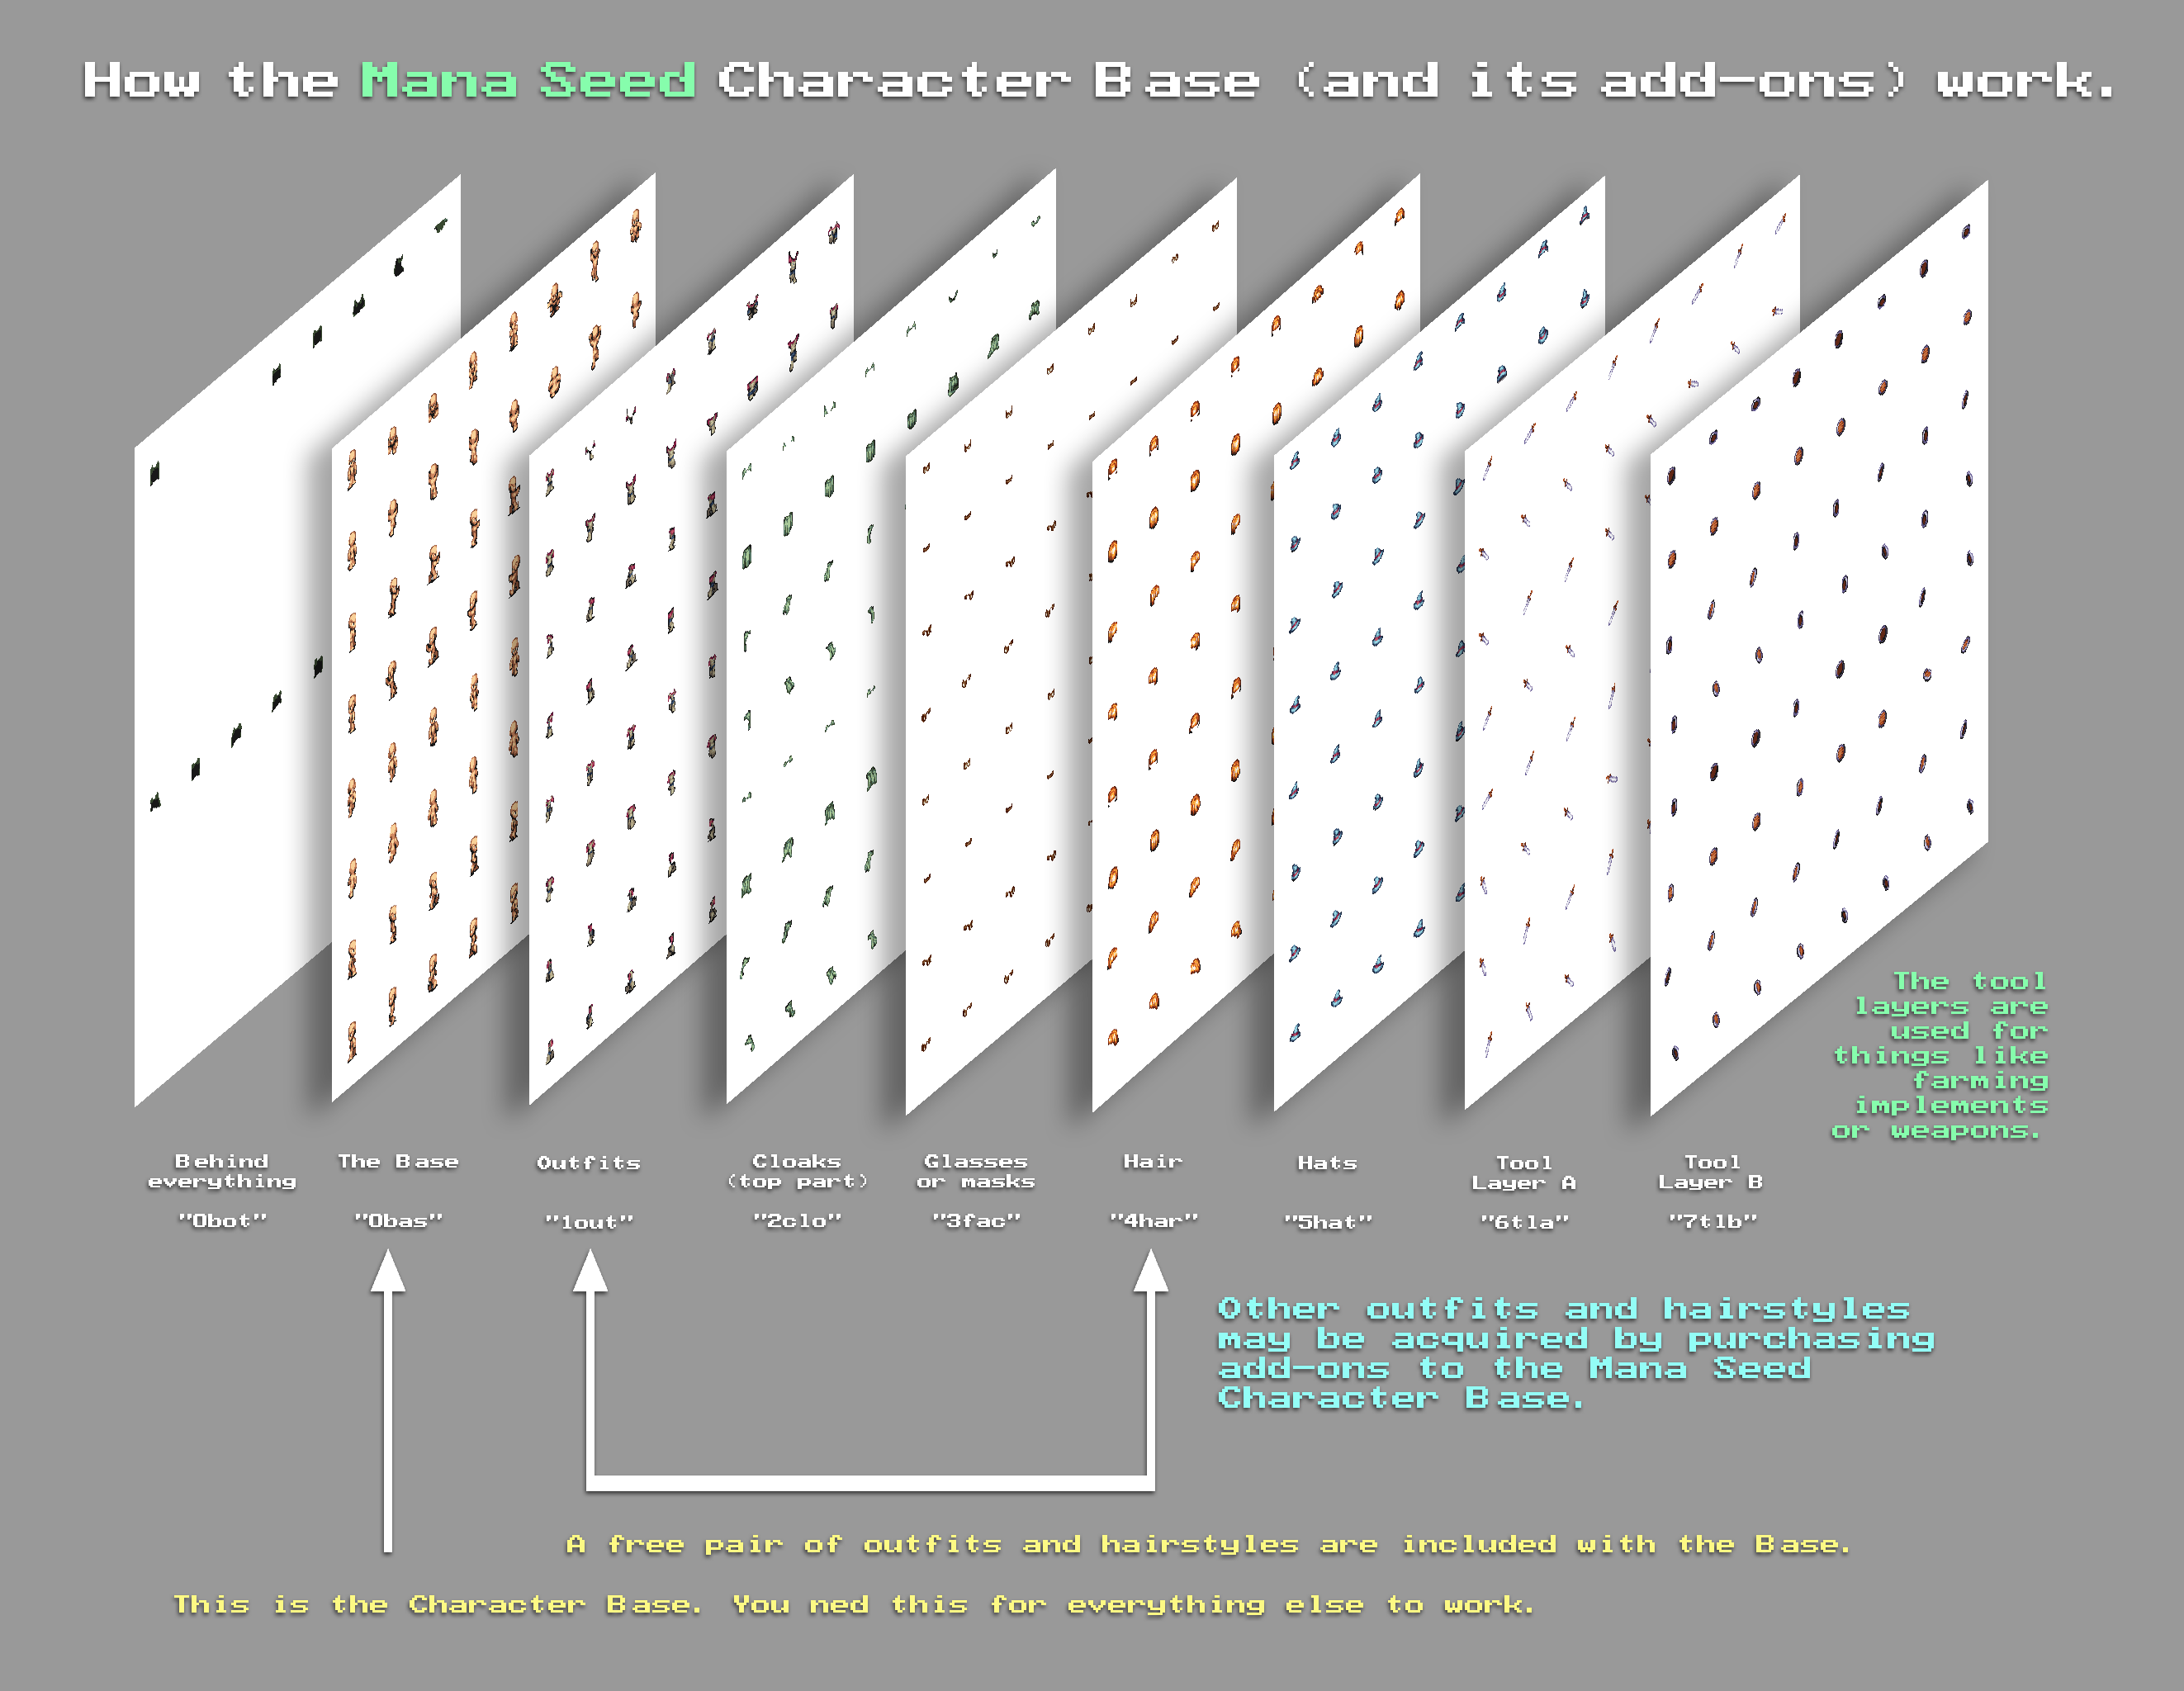 How the Mana Seed Character Base (and its add-ons) work.
The tool
layers are
used for
things like
farming
implements
or weapons.
Behind
everything
"0bot"
The Base
"0bas"
Outfits
"1out"
Cloaks
(top part)
"2clo"
Glasses
or masks
"3fac"
Hair
"4har"
Hats
"5hat"
Tool
Layer A
"6tla"
Tool
Layer B
"7tlb"
Other outfits and hairstyles
may be acquired by purchasing
add-ons to the Mana Seed
Character Base.
A free pair of outfits and hairstyles are included with the Base.
This is the Character Base. You ned this for everything else to work.